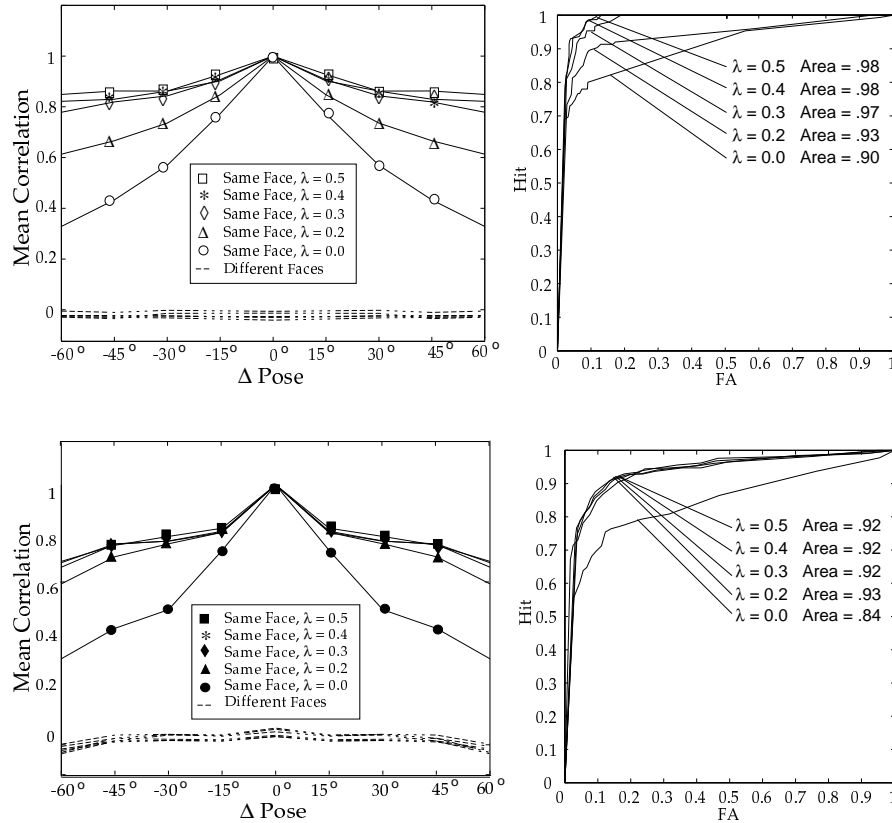 Mean Correlation
1
0.8
0.6
0.4
0.2
0
Same Face, λ = 0.5
Same Face, λ = 0.4
Same Face, λ = 0.3
Same Face, λ = 0.2
Same Face, λ = 0.0
Different Faces
-60° -45° -30° -15° 0° 15° 30° 45° 60°
Δ Pose
Hit
1
0.9
0.8
0.7
0.6
0.5
0.4
0.3
0.2
0.1
0
λ = 0.5 Area = .98
λ = 0.4 Area = .98
λ = 0.3 Area = .97
λ = 0.2 Area = .93
λ = 0.0 Area = .90
0 0.1 0.2 0.3 0.4 0.5 0.6 0.7 0.8 0.9 1
FA
Mean Correlation
1
0.8
0.6
0.4
0.2
0
Same Face, λ = 0.5
Same Face, λ = 0.4
Same Face, λ = 0.3
Same Face, λ = 0.2
Same Face, λ = 0.0
Different Faces
-60° -45° -30° -15° 0° 15° 30° 45° 60°
Δ Pose
Hit
1
0.9
0.8
0.7
0.6
0.5
0.4
0.3
0.2
0.1
0
λ = 0.5 Area = .92
λ = 0.4 Area = .92
λ = 0.3 Area = .92
λ = 0.2 Area = .93
λ = 0.0 Area = .84
0 0.1 0.2 0.3 0.4 0.5 0.6 0.7 0.8 0.9 1
FA